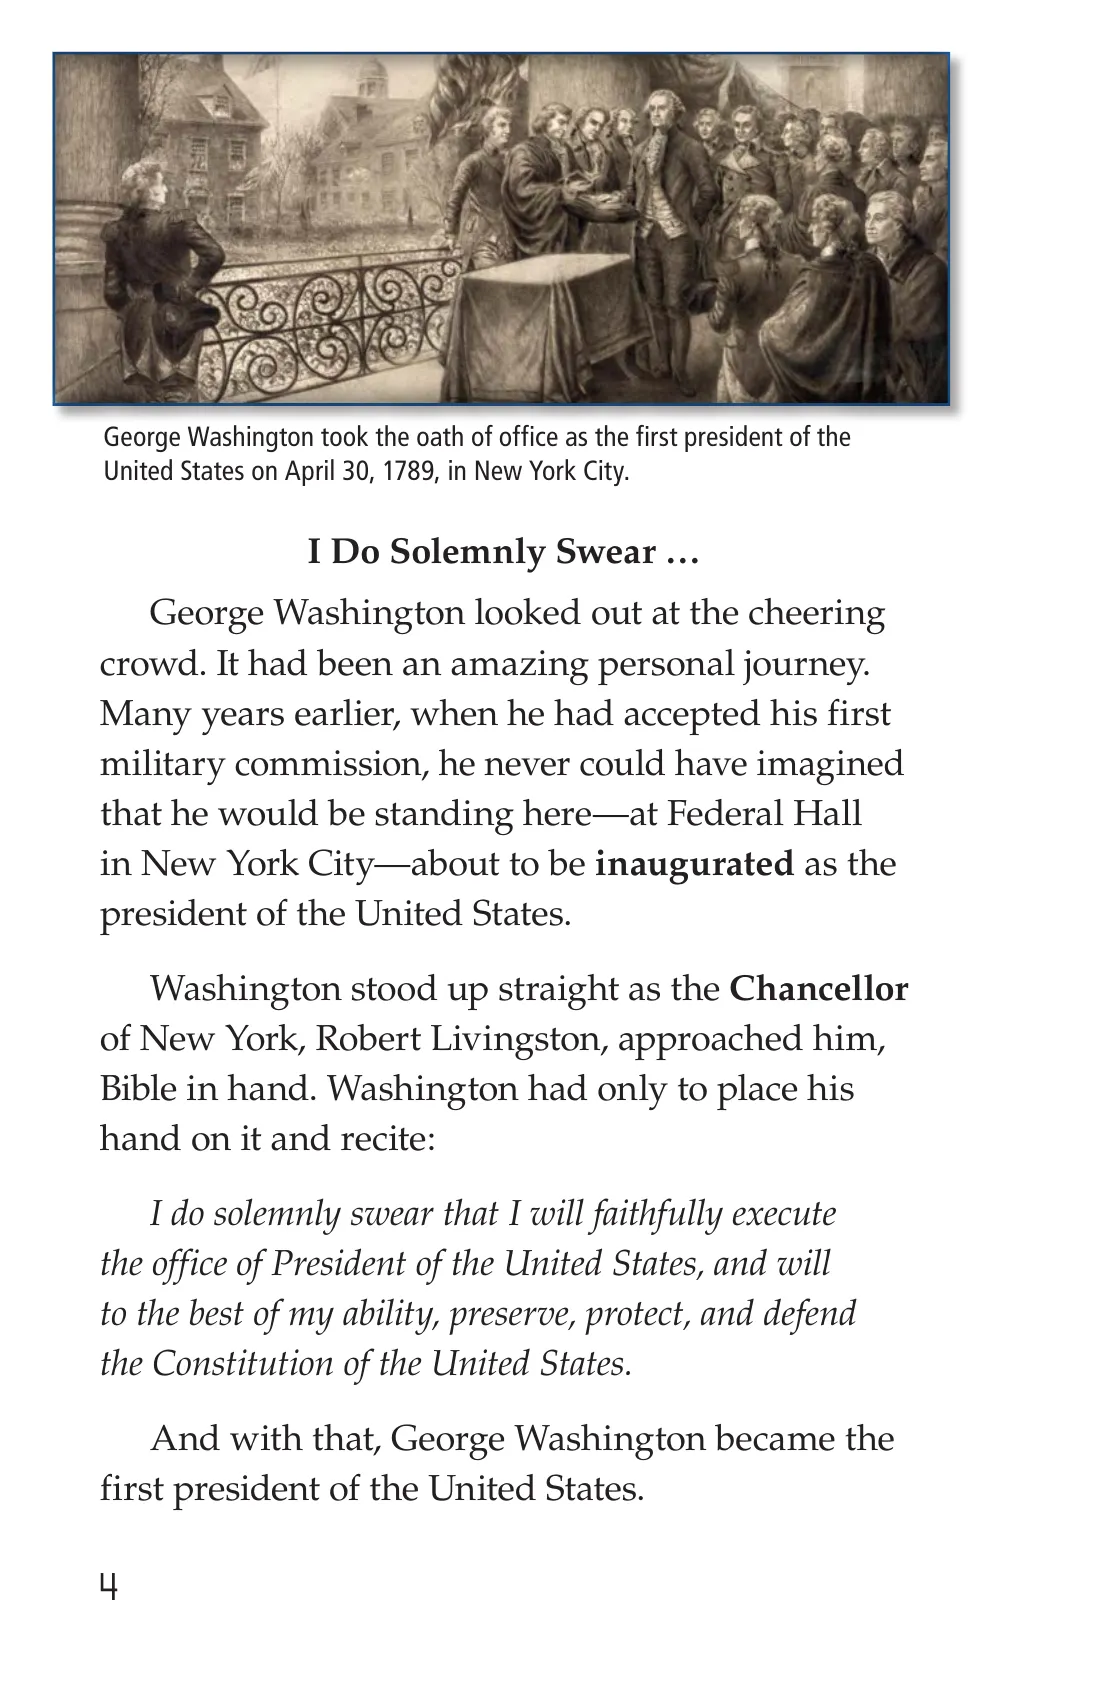 George Washington took the oath of office as the first president of the
United States on April 30, 1789, in New York City.
I Do Solemnly Swear …
George Washington looked out at the cheering
crowd. It had been an amazing personal journey.
Many years earlier, when he had accepted his first
military commission, he never could have imagined
that he would be standing here—at Federal Hall
in New York City—about to be inaugurated as the
president of the United States.
Washington stood up straight as the Chancellor
of New York, Robert Livingston, approached him,
Bible in hand. Washington had only to place his
hand on it and recite:
I do solemnly swear that I will faithfully execute
the office of President of the United States, and will
to the best of my ability, preserve, protect, and defend
the Constitution of the United States.
And with that, George Washington became the
first president of the United States.
4